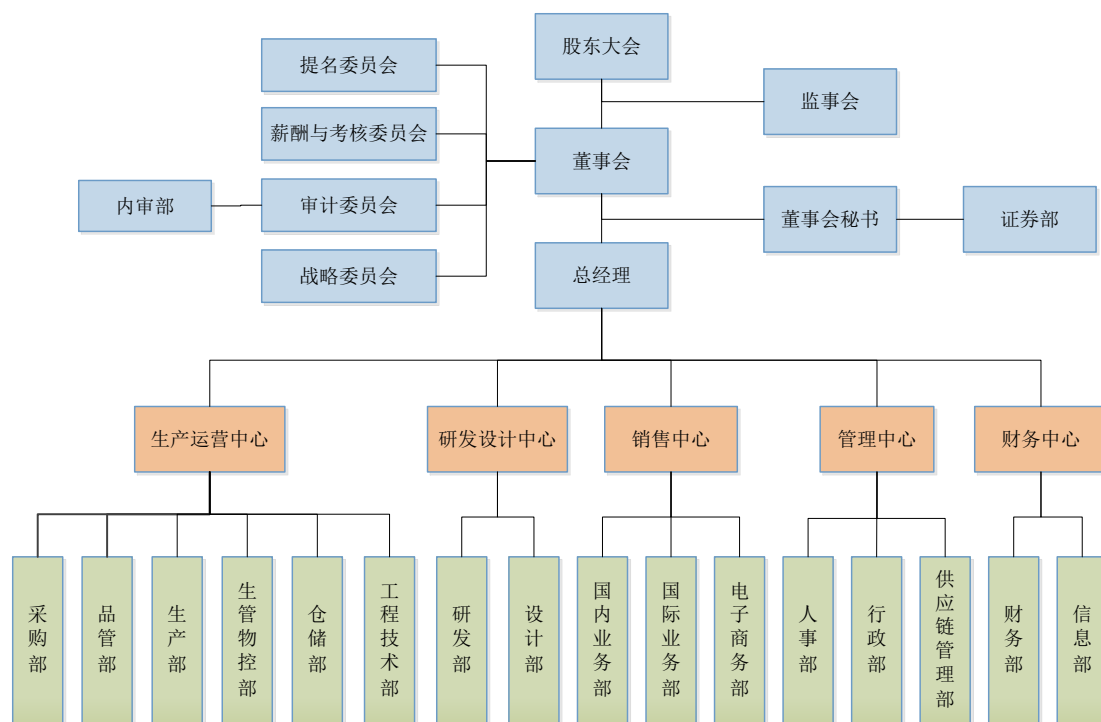 股东大会
提名委员会
监事会
薪酬与考核委员会
董事会
内审部
审计委员会
董事会秘书
证券部
战略委员会
总经理
生产运营中心
研发设计中心
销售中心
管理中心
财务中心
采购部
品管部
生产部
生管物控部
仓储部
工程技术部
研发部
设计部
国内业务部
国际业务部
电子商务部
人事部
行政部
供应链管理部
财务部
信息部